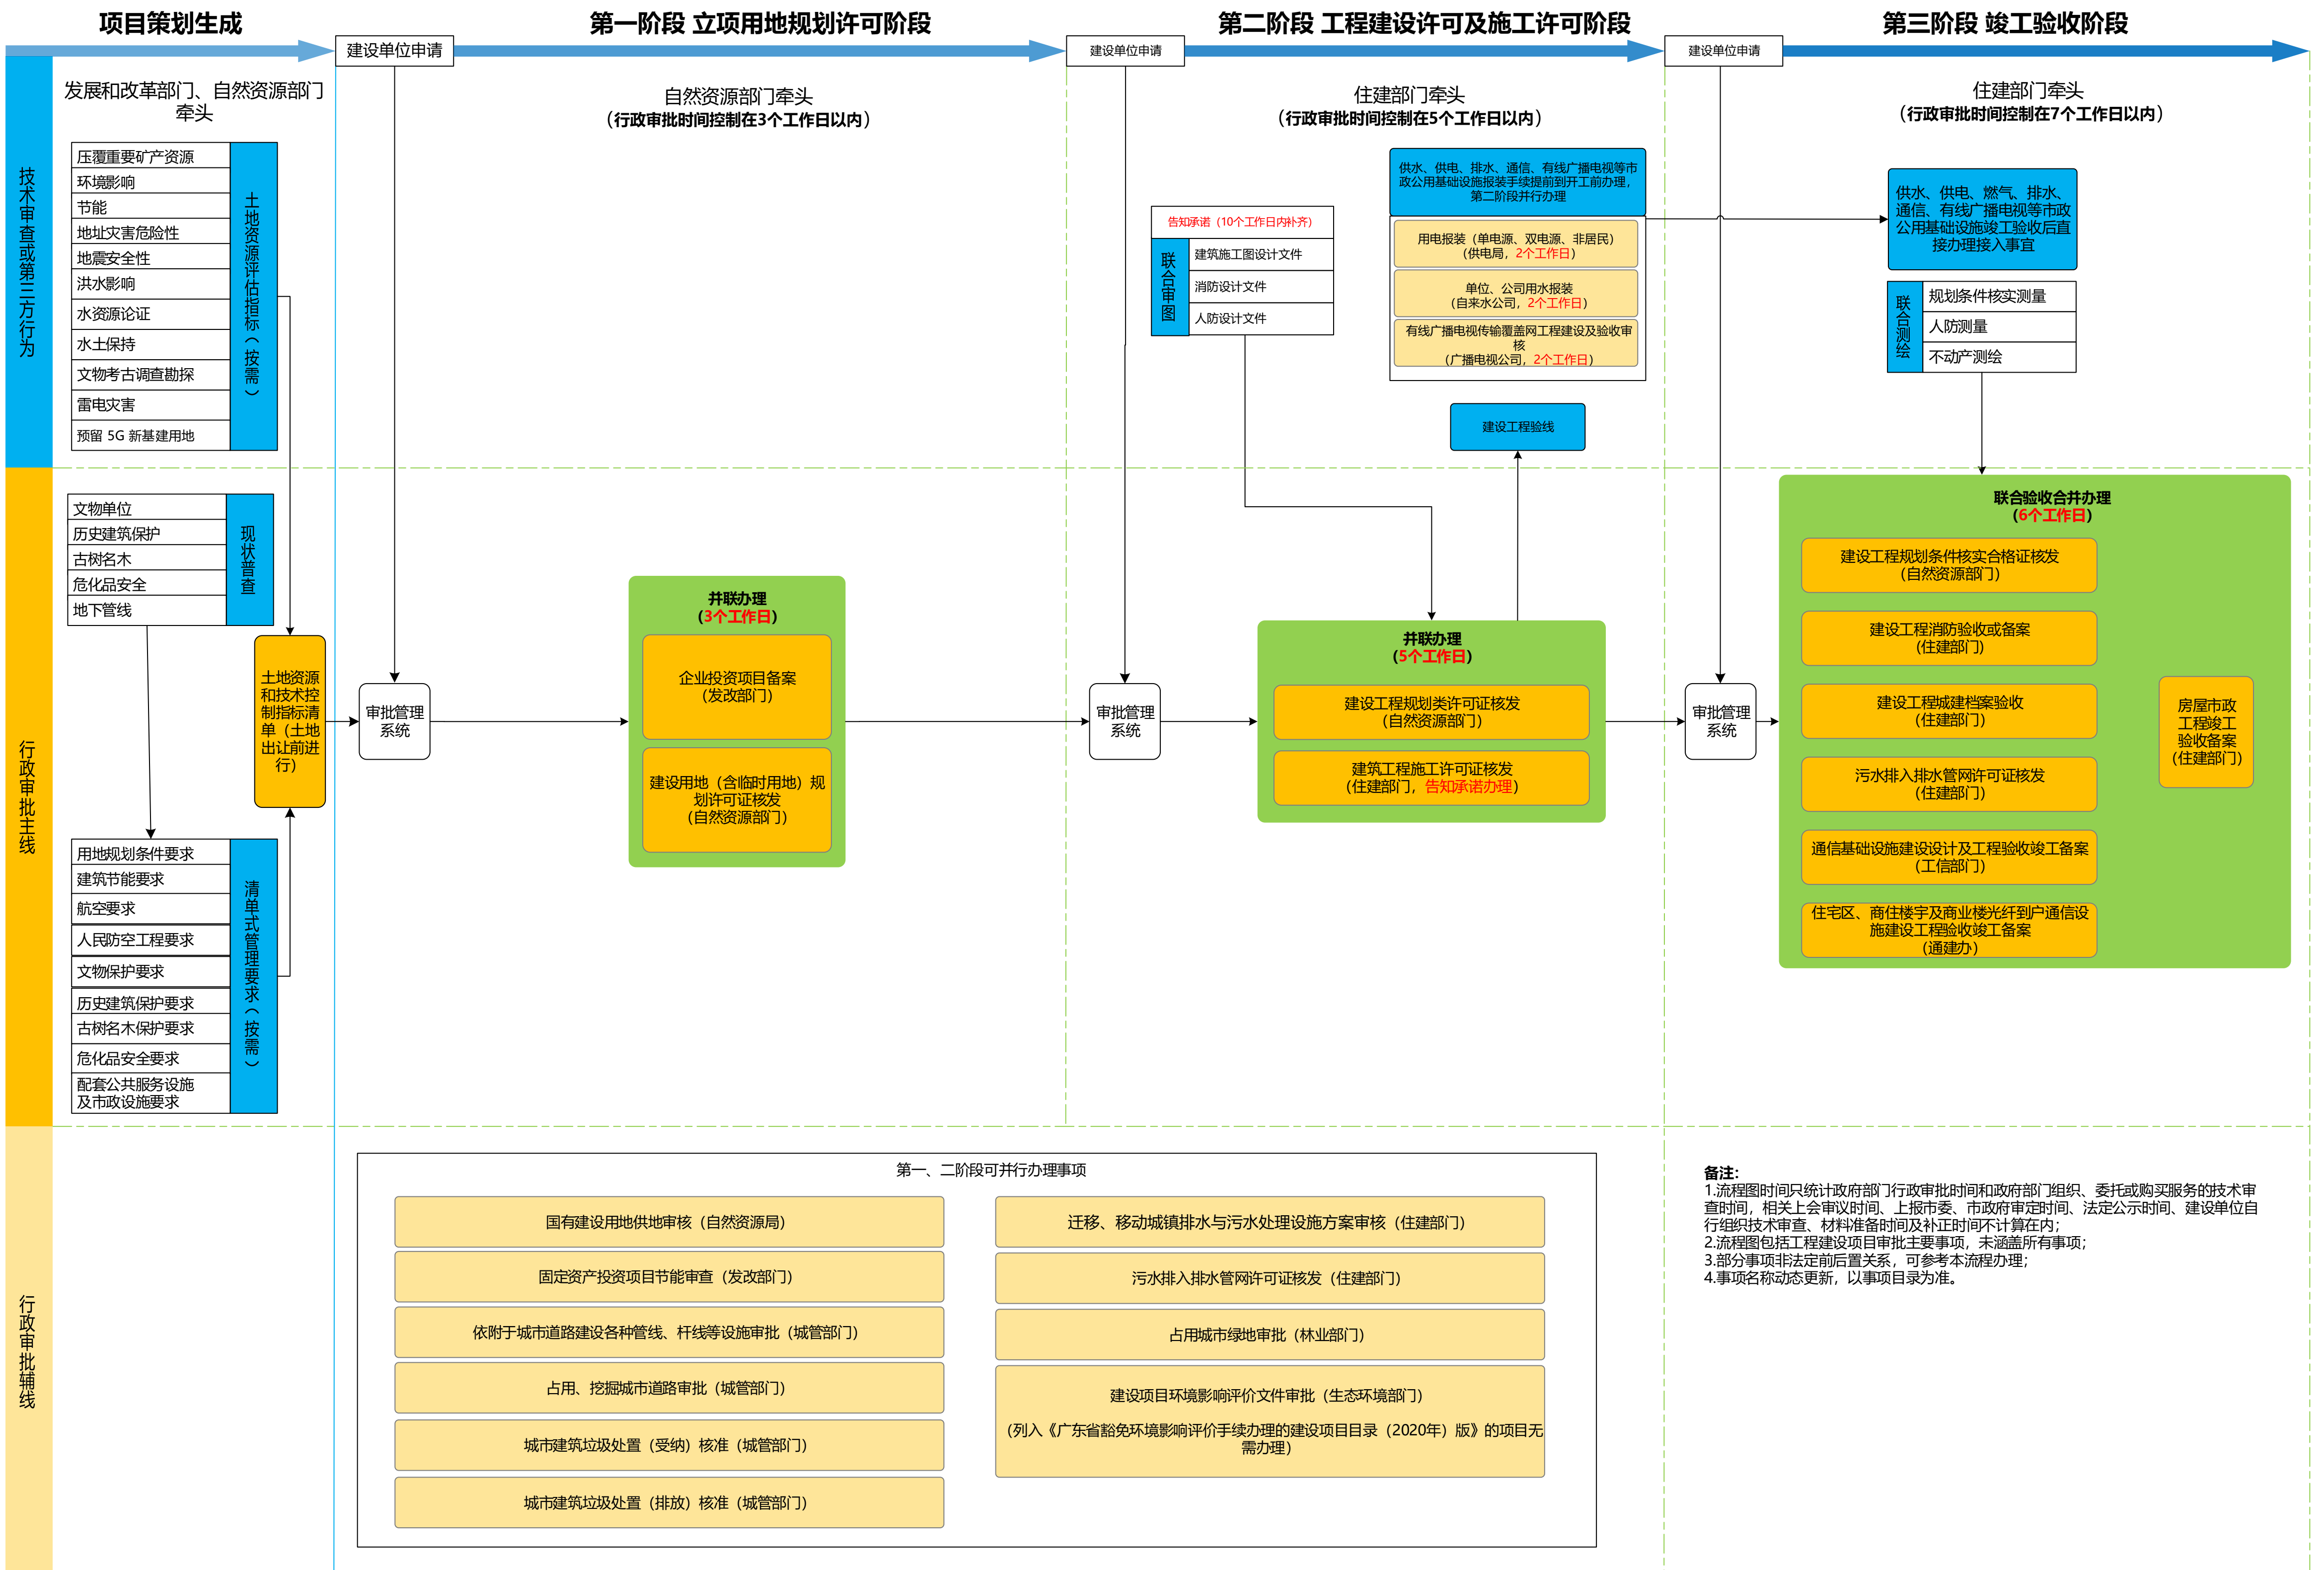 项目策划生成
第一阶段 立项用地规划许可阶段
第二阶段 工程建设许可及施工许可阶段
第三阶段 竣工验收阶段
建设单位申请
建设单位申请
建设单位申请
技术审查或第三方行为
发展和改革部门、自然资源部门
牵头
自然资源部门牵头
（行政审批时间控制在3个工作日以内）
住建部门牵头
（行政审批时间控制在5个工作日以内）
住建部门牵头
（行政审批时间控制在7个工作日以内）
压覆重要矿产资源
环境影响
节能
地址灾害危险性
地震安全性
洪水影响
水资源论证
水土保持
文物考古调查勘探
雷电灾害
预留 5G 新基建用地
土地资源评估指标（按需）
告知承诺（10个工作日内补齐）
联合审图
建筑施工图设计文件
消防设计文件
人防设计文件
供水、供电、排水、通信、有线广播电视等市
政公用基础设施报装手续提前到开工前办理，
第二阶段并行办理
用电报装（单电源、双电源、非居民）
（供电局，2个工作日）
单位、公司用水报装
（自来水公司，2个工作日）
有线广播电视传输覆盖网工程建设及验收审
核
（广播电视公司，2个工作日）
建设工程验线
供水、供电、燃气、排水、
通信、有线广播电视等市政
公用基础设施竣工验收后直
接办理接入事宜
联合测绘
规划条件核实测量
人防测量
不动产测绘
行政审批主线
文物单位
历史建筑保护
古树名木
危化品安全
地下管线
现状普查
土地资源
和技术控
制指标清
单（土地
出让前进
行）
用地规划条件要求
建筑节能要求
航空要求
人民防空工程要求
文物保护要求
历史建筑保护要求
古树名木保护要求
危化品安全要求
配套公共服务设施
及市政设施要求
清单式管理要求（按需）
审批管理
系统
并联办理
（3个工作日）
企业投资项目备案
（发改部门）
建设用地（含临时用地）规
划许可证核发
（自然资源部门）
审批管理
系统
并联办理
（5个工作日）
建设工程规划类许可证核发
（自然资源部门）
建筑工程施工许可证核发
（住建部门，告知承诺办理）
审批管理
系统
联合验收合并办理
（6个工作日）
建设工程规划条件核实合格证核发
（自然资源部门）
建设工程消防验收或备案
（住建部门）
建设工程城建档案验收
（住建部门）
污水排入排水管网许可证核发
（住建部门）
通信基础设施建设设计及工程验收竣工备案
（工信部门）
住宅区、商住楼宇及商业楼光纤到户通信设
施建设工程验收竣工备案
（通建办）
房屋市政
工程竣工
验收备案
（住建部门）
行政审批辅线
第一、二阶段可并行办理事项
国有建设用地供地审核（自然资源局）
固定资产投资项目节能审查（发改部门）
依附于城市道路建设各种管线、杆线等设施审批（城管部门）
占用、挖掘城市道路审批（城管部门）
城市建筑垃圾处置（受纳）核准（城管部门）
城市建筑垃圾处置（排放）核准（城管部门）
迁移、移动城镇排水与污水处理设施方案审核（住建部门）
污水排入排水管网许可证核发（住建部门）
占用城市绿地审批（林业部门）
建设项目环境影响评价文件审批（生态环境部门）
（列入《广东省豁免环境影响评价手续办理的建设项目目录（2020年）版》的项目无
需办理）
备注：
1.流程图时间只统计政府部门行政审批时间和政府部门组织、委托或购买服务的技术审
查时间，相关上会审议时间、上报市委、市政府审定时间、法定公示时间、建设单位自
行组织技术审查、材料准备时间及补正时间不计算在内；
2.流程图包括工程建设项目审批主要事项，未涵盖所有事项；
3.部分事项非法定前后置关系，可参考本流程办理；
4.事项名称动态更新，以事项目录为准。